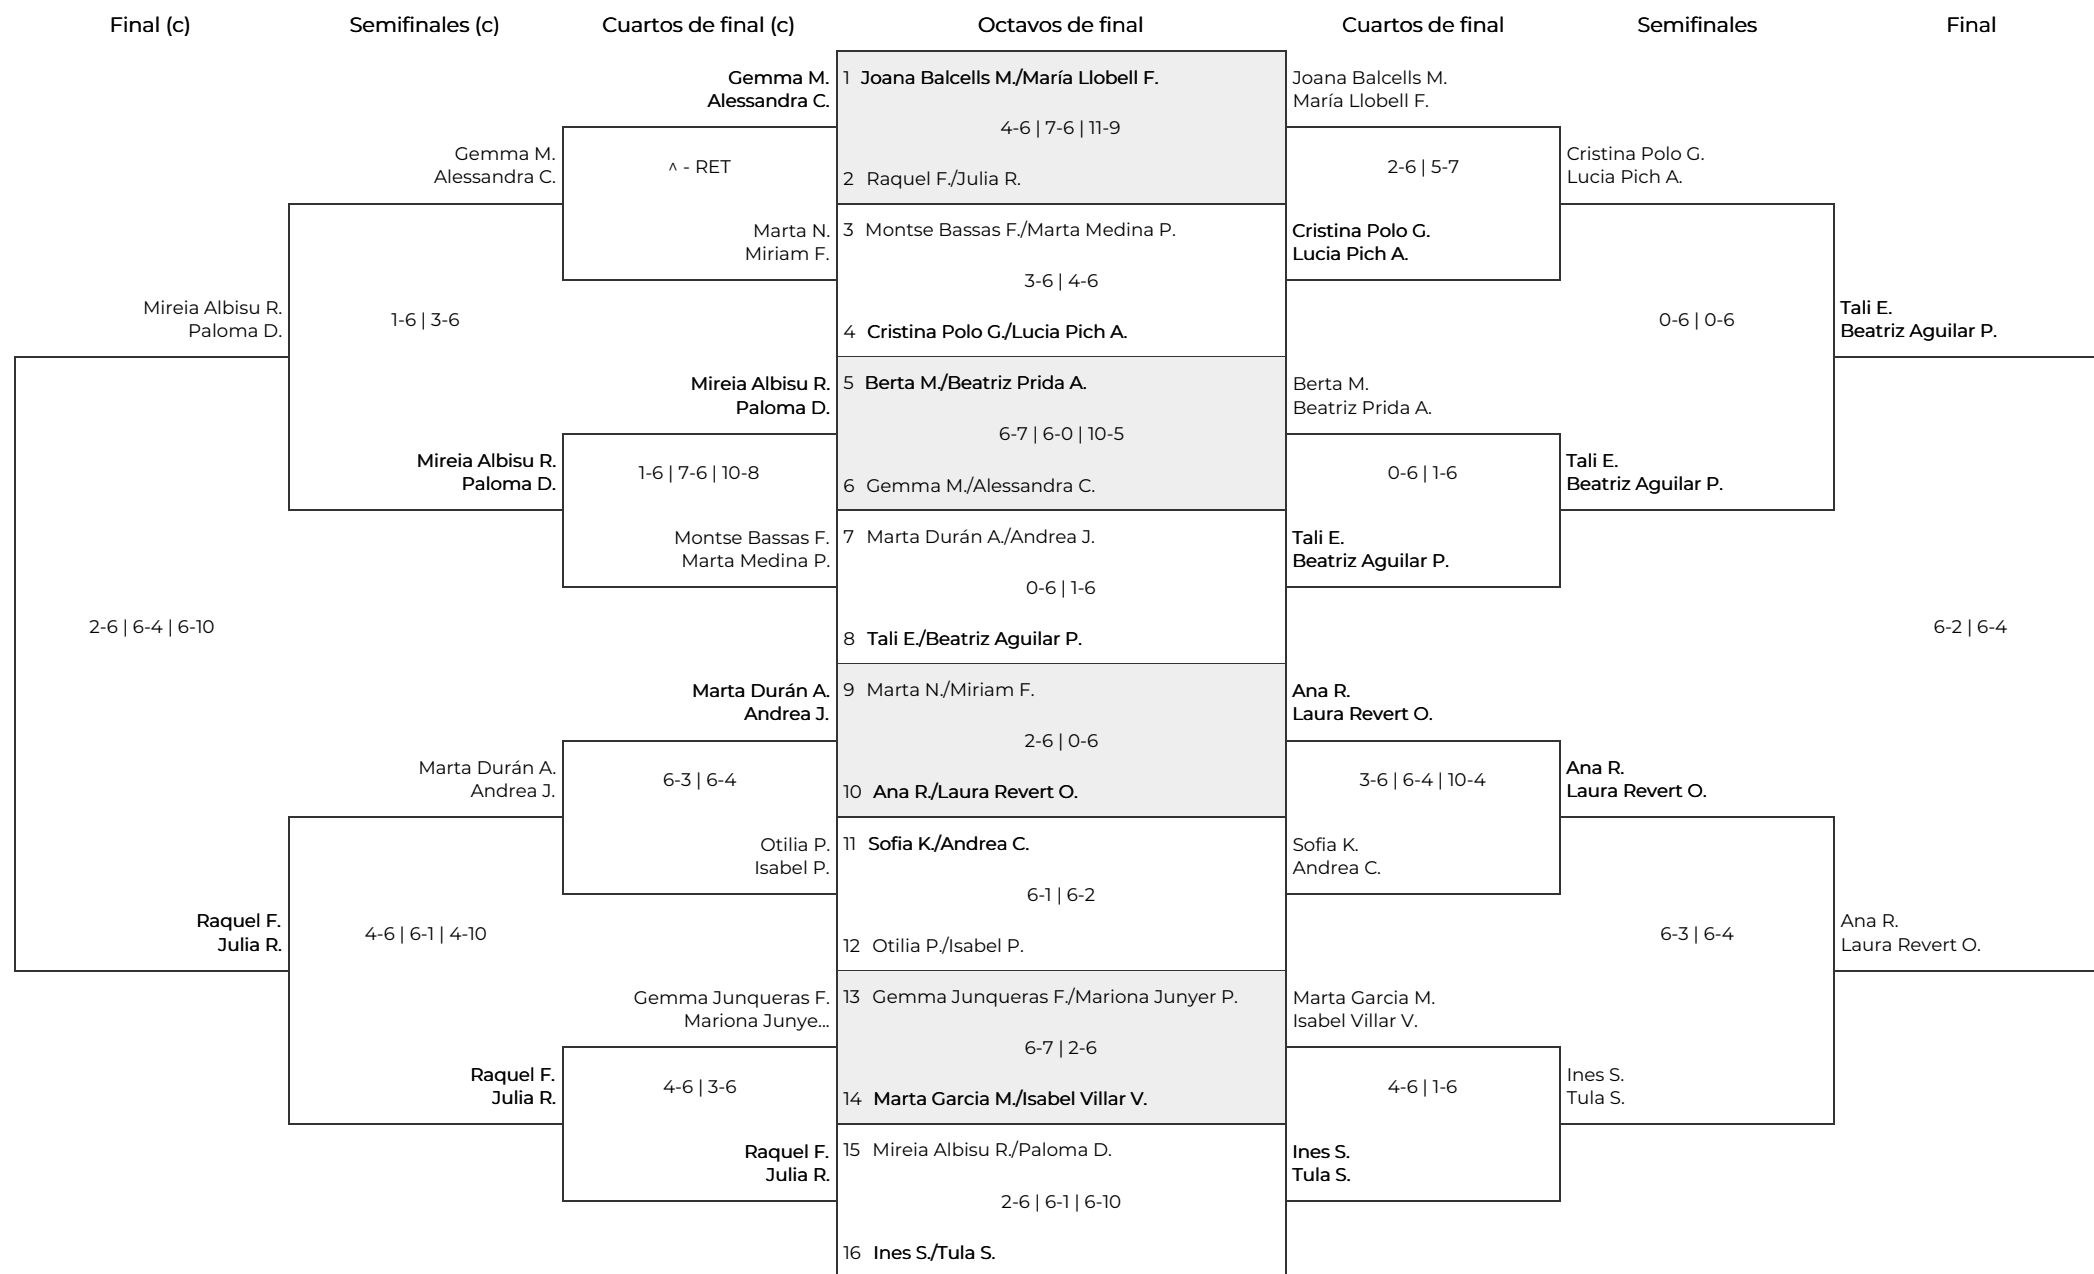 Final (c)
Semifinales (c)
Cuartos de final (c)
Octavos de final
Cuartos de final
Semifinales
Final
Mireia Albisu R.
Paloma D.
2-6 | 6-4 | 6-10
Raquel F.
Julia R.
Gemma M.
Alessandra C.
1-6 | 3-6
Mireia Albisu R.
Paloma D.
Marta Durán A.
Andrea J.
4-6 | 6-1 | 4-10
Raquel F.
Julia R.
Gemma M.
Alessandra C.
^ - RET
Marta N.
Miriam F.
Mireia Albisu R.
Paloma D.
1-6 | 7-6 | 10-8
Montse Bassas F.
Marta Medina P.
Marta Durán A.
Andrea J.
6-3 | 6-4
Otilia P.
Isabel P.
Gemma Junqueras F.
Mariona Junye...
4-6 | 3-6
Raquel F.
Julia R.
1 Joana Balcells M./María Llobell F.
4-6 | 7-6 | 11-9
2 Raquel F./Julia R.
3 Montse Bassas F./Marta Medina P.
3-6 | 4-6
4 Cristina Polo G./Lucia Pich A.
5 Berta M./Beatriz Prida A.
6-7 | 6-0 | 10-5
6 Gemma M./Alessandra C.
7 Marta Durán A./Andrea J.
0-6 | 1-6
8 Tali E./Beatriz Aguilar P.
9 Marta N./Miriam F.
2-6 | 0-6
10 Ana R./Laura Revert O.
11 Sofia K./Andrea C.
6-1 | 6-2
12 Otilia P./Isabel P.
13 Gemma Junqueras F./Mariona Junyer P.
6-7 | 2-6
14 Marta Garcia M./Isabel Villar V.
15 Mireia Albisu R./Paloma D.
2-6 | 6-1 | 6-10
16 Ines S./Tula S.
Joana Balcells M.
María Llobell F.
2-6 | 5-7
Cristina Polo G.
Lucia Pich A.
Berta M.
Beatriz Prida A.
0-6 | 1-6
Tali E.
Beatriz Aguilar P.
Ana R.
Laura Revert O.
3-6 | 6-4 | 10-4
Sofia K.
Andrea C.
Marta Garcia M.
Isabel Villar V.
4-6 | 1-6
Ines S.
Tula S.
Cristina Polo G.
Lucia Pich A.
0-6 | 0-6
Tali E.
Beatriz Aguilar P.
Ana R.
Laura Revert O.
6-3 | 6-4
Ines S.
Tula S.
Tali E.
Beatriz Aguilar P.
6-2 | 6-4
Ana R.
Laura Revert O.